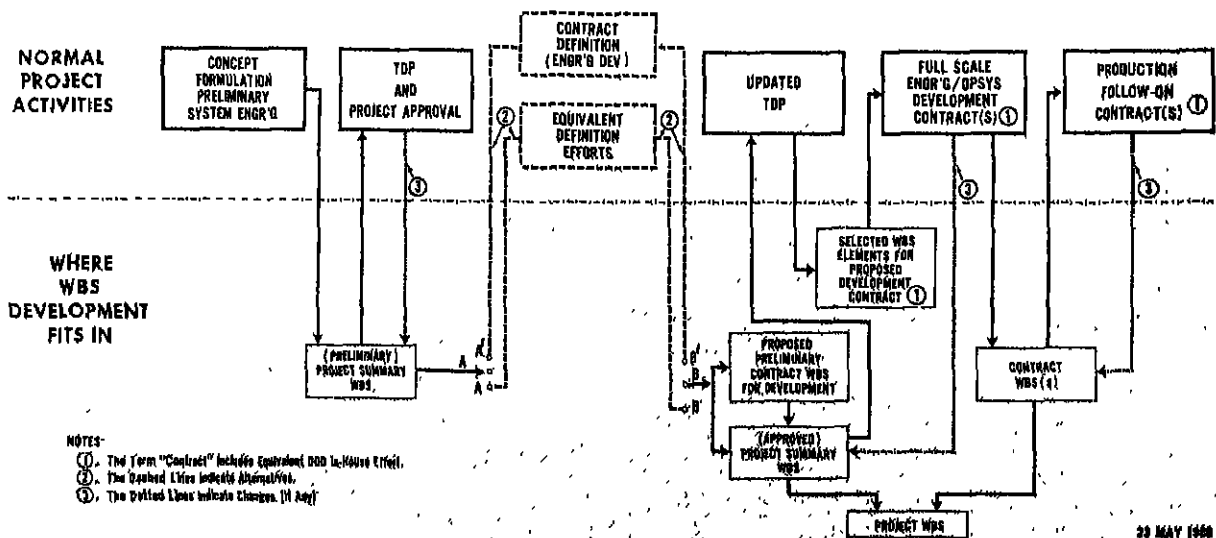 NORMAL
PROJECT
ACTIVITIES
CONCEPT
FORMULATION
PRELIMINARY
SYSTEM ENGR'G
TDP
AND
PROJECT APPROVAL
CONTRACT
DEFINITION
(ENGR'G DEV)
EQUIVALENT
DEFINITION
EFFORTS
UPDATED
TDP
FULL SCALE
ENGR'G/OPSYS
DEVELOPMENT
CONTRACT(S) ①
PRODUCTION
FOLLOW-ON
CONTRACT(S) ①
②
②
③
③
③
WHERE
WBS
DEVELOPMENT
FITS IN
SELECTED WBS
ELEMENTS FOR
PROPOSED
DEVELOPMENT
CONTRACT ①
(PRELIMINARY)
PROJECT SUMMARY
WBS
A
A'
A
PROPOSED
PRELIMINARY
CONTRACT WBS
FOR DEVELOPMENT
B'
B
B
CONTRACT
WBS(s)
(APPROVED)
PROJECT SUMMARY
WBS
PROJECT WBS
NOTES-
①. The Term "Contract" Includes Equivalent DOD In-House Effort.
②. The Dashed Lines Indicate Alternatives.
③. The Dotted Lines Indicate Changes. (If Any)
MAY